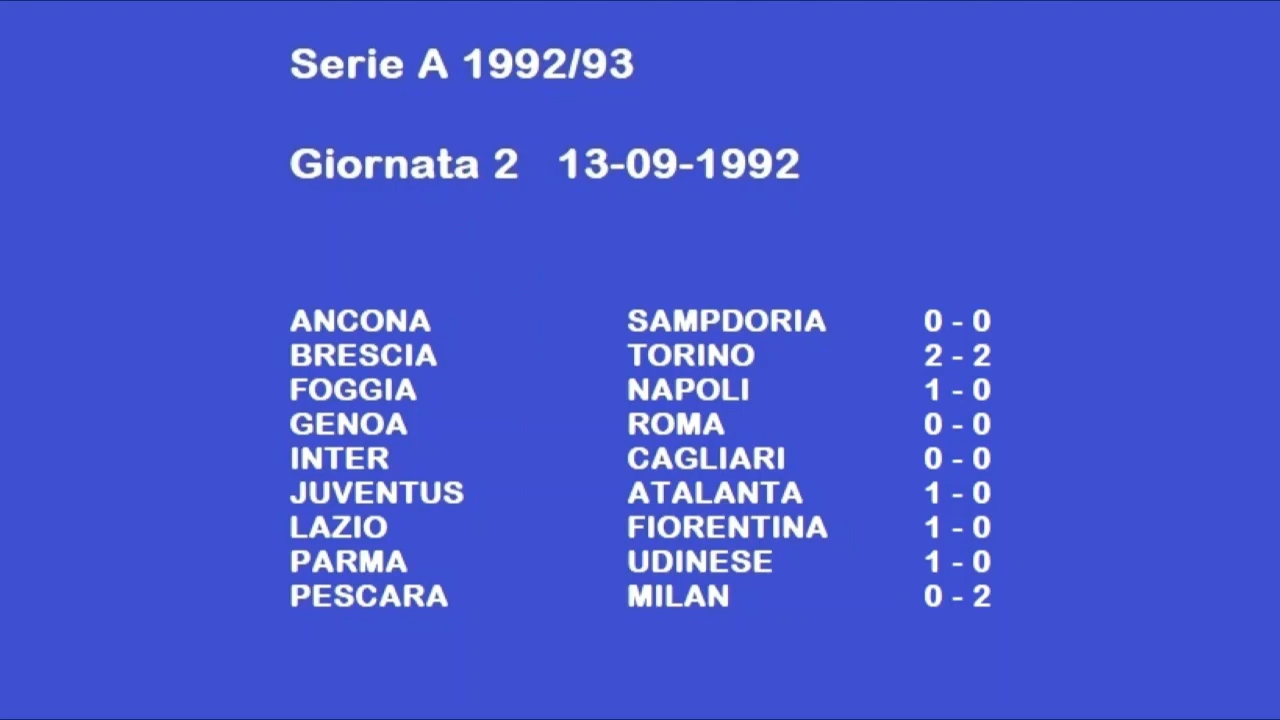 Serie A 1992/93
Giornata 2 13-09-1992
ANCONA SAMPDORIA 0 - 0
BRESCIA TORINO 2 - 2
FOGGIA NAPOLI 1 - 0
GENOA ROMA 0 - 0
INTER CAGLIARI 0 - 0
JUVENTUS ATALANTA 1 - 0
LAZIO FIORENTINA 1 - 0
PARMA UDINESE 1 - 0
PESCARA MILAN 0 - 2